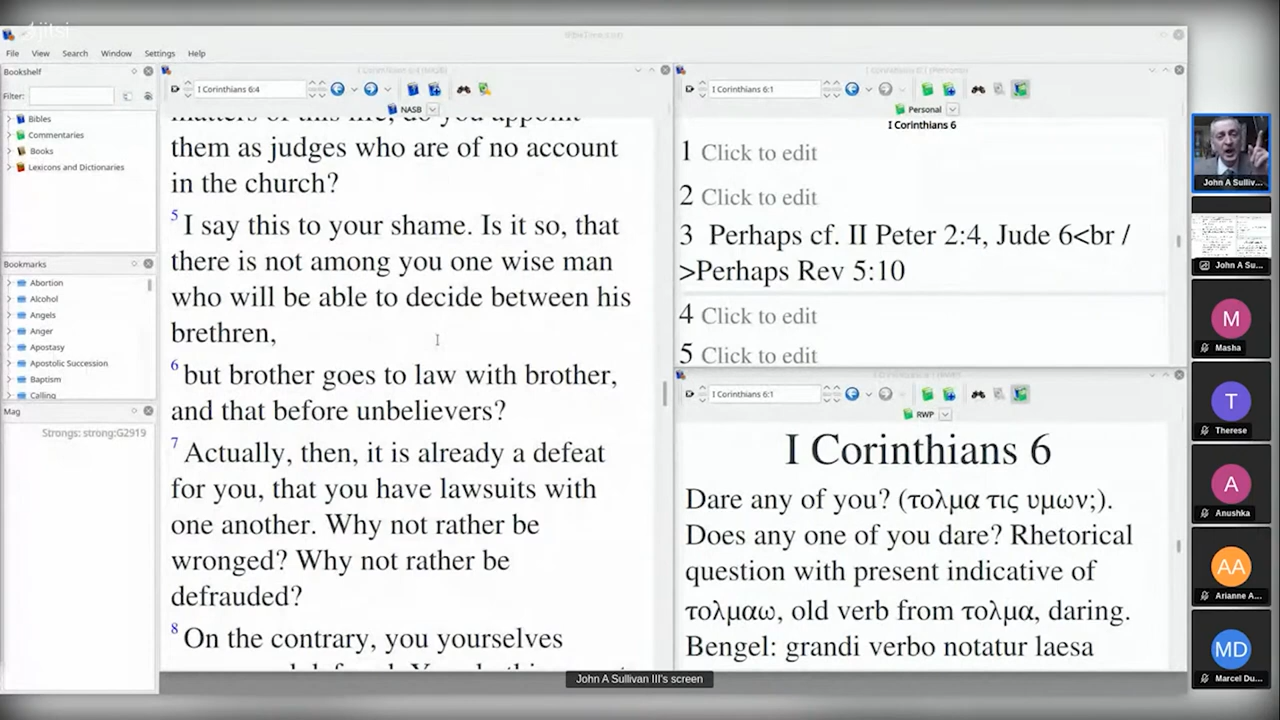 jitsi
File View Search Window Settings Help
Bookshelf
Filter:
Bibles
Commentaries
Books
Lexicons and Dictionaries
Bookmarks
Abortion
Alcohol
Angels
Anger
Apostasy
Apostolic Succession
Baptism
Calling
Mag
Strongs: strong:G2919
I Corinthians 6:4
NASB
matters of this life, do you appoint
them as judges who are of no account
in the church?
5 I say this to your shame. Is it so, that
there is not among you one wise man
who will be able to decide between his
brethren,
6 but brother goes to law with brother,
and that before unbelievers?
7 Actually, then, it is already a defeat
for you, that you have lawsuits with
one another. Why not rather be
wronged? Why not rather be
defrauded?
8 On the contrary, you yourselves
I Corinthians 6:1
Personal
I Corinthians 6
1 Click to edit
2 Click to edit
3 Perhaps cf. II Peter 2:4, Jude 6<br /
>Perhaps Rev 5:10
4 Click to edit
5 Click to edit
I Corinthians 6:1
RWP
I Corinthians 6
Dare any of you? (τολμα τις υμων;).
Does any one of you dare? Rhetorical
question with present indicative of
τολμαω, old verb from τολμα, daring.
Bengel: grandi verbo notatur laesa
John A Sullivan III's screen
John A Sulliv...
John A Su...
M
Masha
T
Therese
A
Anushka
AA
Arianne A...
MD
Marcel Du...